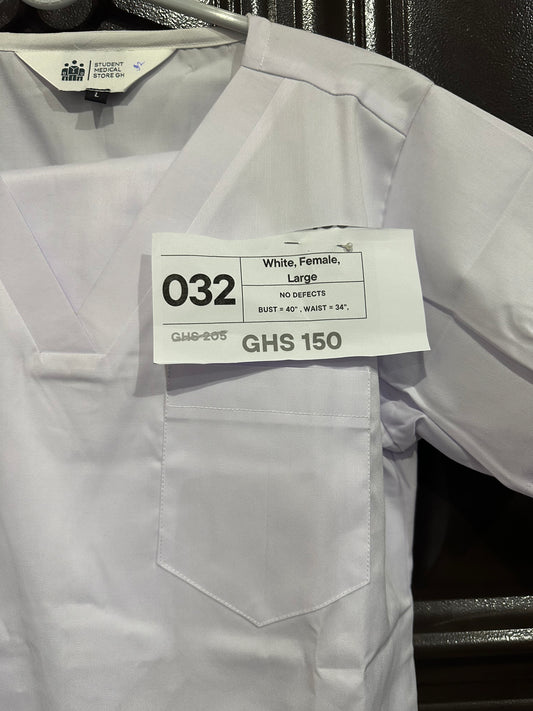 STUDENT
MEDICAL
STORE GH
L
032
White, Female,
Large
NO DEFECTS
BUST = 40" , WAIST = 34",
GHS 205
GHS 150